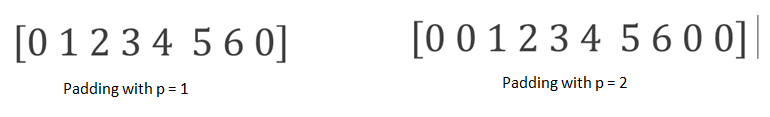 [0 1 2 3 4 5 6 0]
Padding with p = 1
[0 0 1 2 3 4 5 6 0 0]
Padding with p = 2